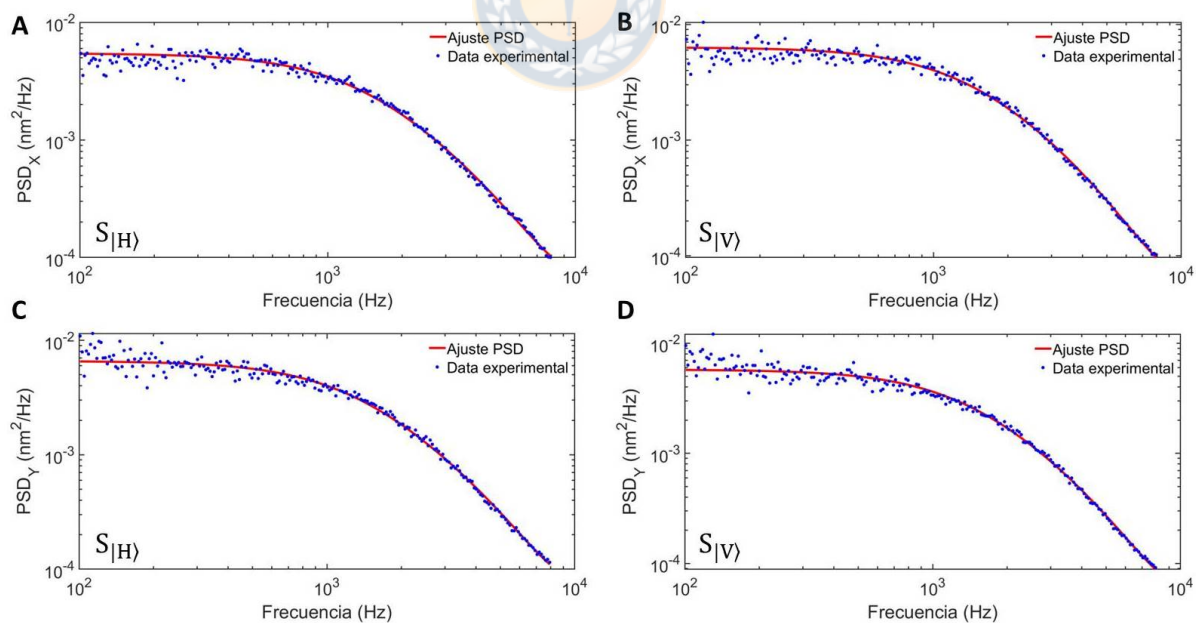 A
10^-2
10^-3
10^-4
PSD_X (nm^2/Hz)
Ajuste PSD
Data experimental
S_|H⟩
10^2
10^3
10^4
Frecuencia (Hz)
B
10^-2
10^-3
10^-4
PSD_X (nm^2/Hz)
Ajuste PSD
Data experimental
S_|V⟩
10^2
10^3
10^4
Frecuencia (Hz)
C
10^-2
10^-3
10^-4
PSD_Y (nm^2/Hz)
Ajuste PSD
Data experimental
S_|H⟩
10^2
10^3
10^4
Frecuencia (Hz)
D
10^-2
10^-3
10^-4
PSD_Y (nm^2/Hz)
Ajuste PSD
Data experimental
S_|V⟩
10^2
10^3
10^4
Frecuencia (Hz)